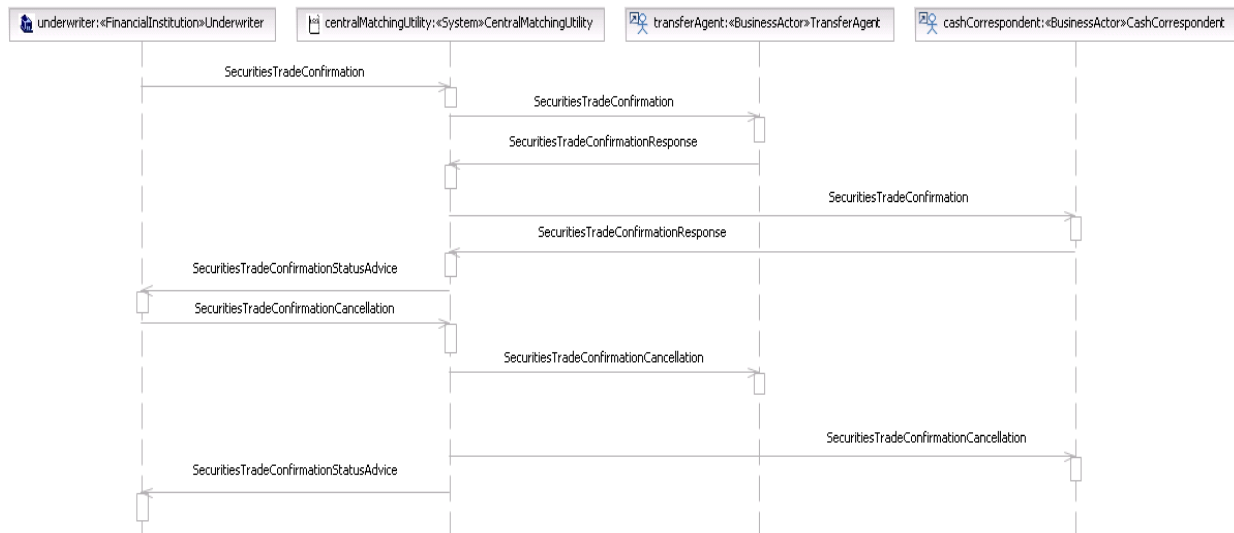 underwriter:«FinancialInstitution»Underwriter
centralMatchingUtility:«System»CentralMatchingUtility
transferAgent:«BusinessActor»TransferAgent
cashCorrespondent:«BusinessActor»CashCorrespondent
SecuritiesTradeConfirmation
SecuritiesTradeConfirmation
SecuritiesTradeConfirmationResponse
SecuritiesTradeConfirmation
SecuritiesTradeConfirmationResponse
SecuritiesTradeConfirmationStatusAdvice
SecuritiesTradeConfirmationCancellation
SecuritiesTradeConfirmationCancellation
SecuritiesTradeConfirmationCancellation
SecuritiesTradeConfirmationStatusAdvice